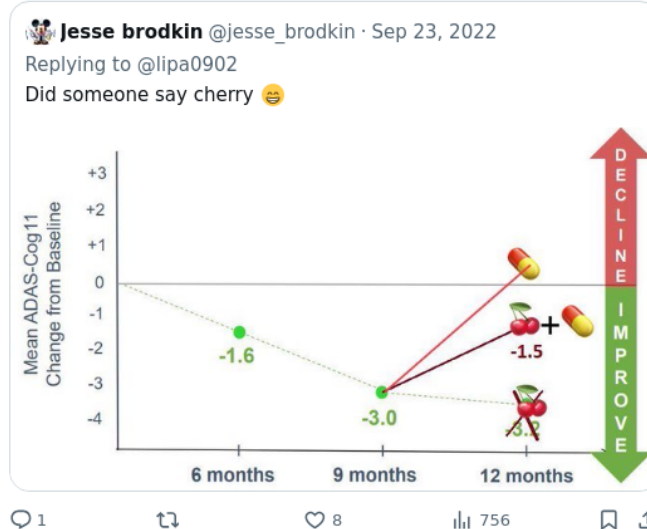 Jesse brodkin @jesse_brodkin · Sep 23, 2022
Replying to @lipa0902
Did someone say cherry 😁
DECLINE
IMPROVE
Mean ADAS-Cog11
Change from Baseline
+3
+2
+1
0
-1
-2
-3
-4
-1.6
-3.0
+
-1.5
-3.2
6 months
9 months
12 months
1
8
756